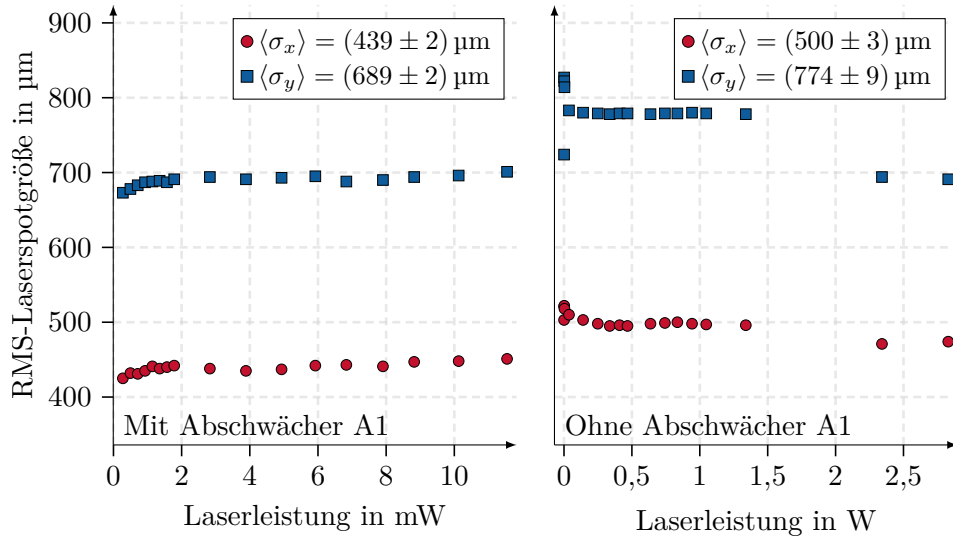 RMS-Laserspotgröße in µm
900
800
700
600
500
400
⟨σx⟩ = (439 ± 2) µm
⟨σy⟩ = (689 ± 2) µm
Mit Abschwächer A1
0 2 4 6 8 10
Laserleistung in mW
⟨σx⟩ = (500 ± 3) µm
⟨σy⟩ = (774 ± 9) µm
Ohne Abschwächer A1
0 0,5 1 1,5 2 2,5
Laserleistung in W